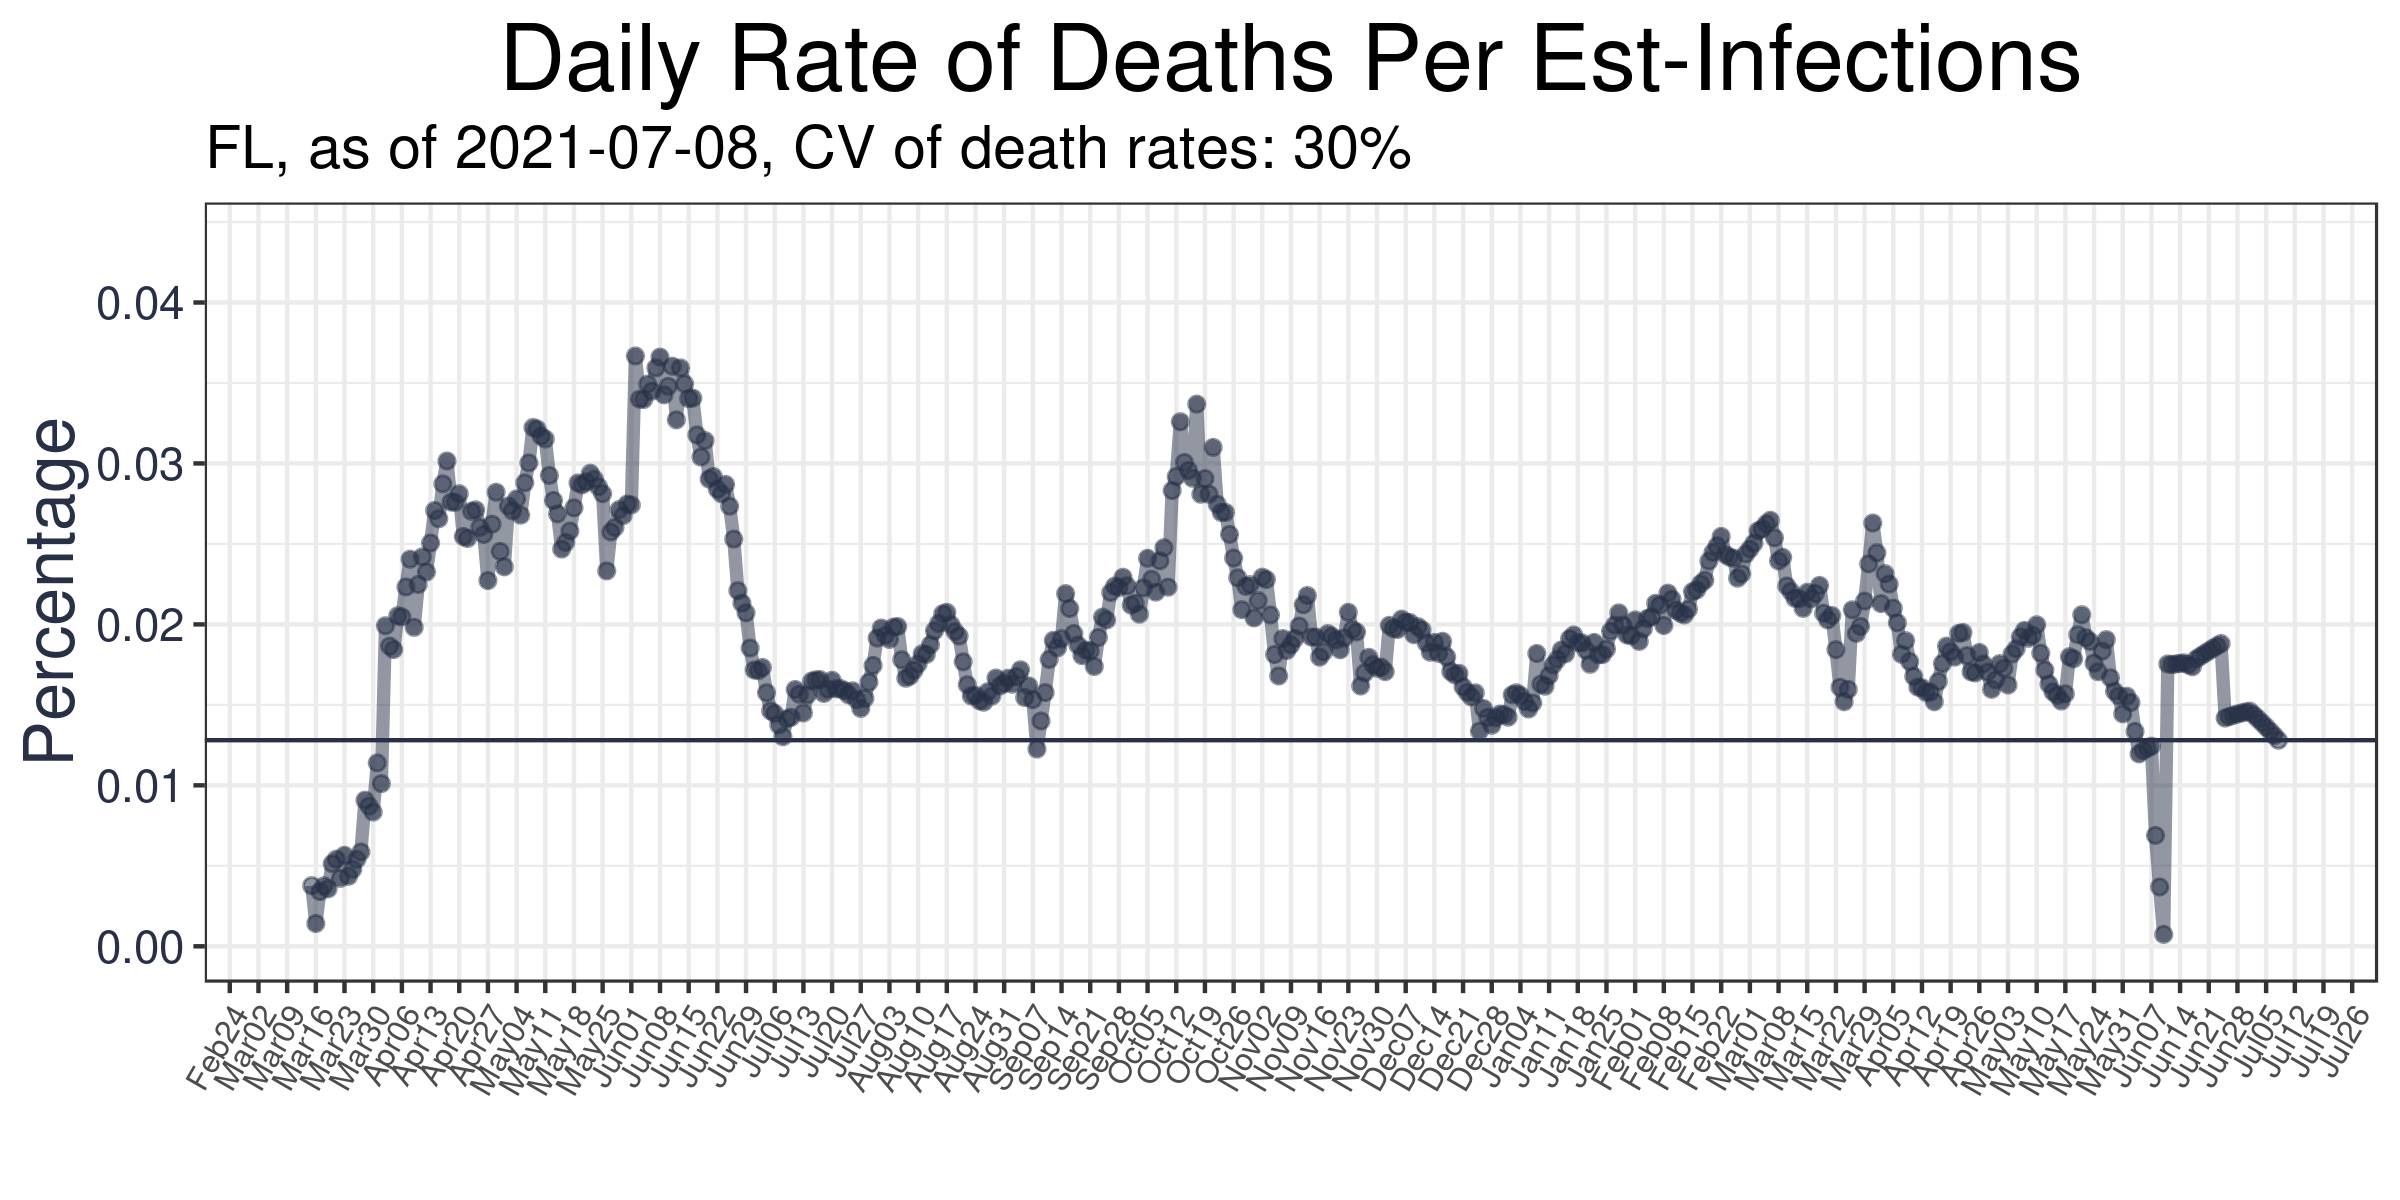 Daily Rate of Deaths Per Est-Infections
FL, as of 2021-07-08, CV of death rates: 30%
Percentage
0.04
0.03
0.02
0.01
0.00
Feb24
Mar02
Mar09
Mar16
Mar23
Mar30
Apr06
Apr13
Apr20
Apr27
May04
May11
May18
May25
Jun01
Jun08
Jun15
Jun22
Jun29
Jul06
Jul13
Jul20
Jul27
Aug03
Aug10
Aug17
Aug24
Aug31
Sep07
Sep14
Sep21
Sep28
Oct05
Oct12
Oct19
Oct26
Nov02
Nov09
Nov16
Nov23
Nov30
Dec07
Dec14
Dec21
Dec28
Jan04
Jan11
Jan18
Jan25
Feb01
Feb08
Feb15
Feb22
Mar01
Mar08
Mar15
Mar22
Mar29
Apr05
Apr12
Apr19
Apr26
May03
May10
May17
May24
May31
Jun07
Jun14
Jun21
Jun28
Jul05
Jul12
Jul19
Jul26